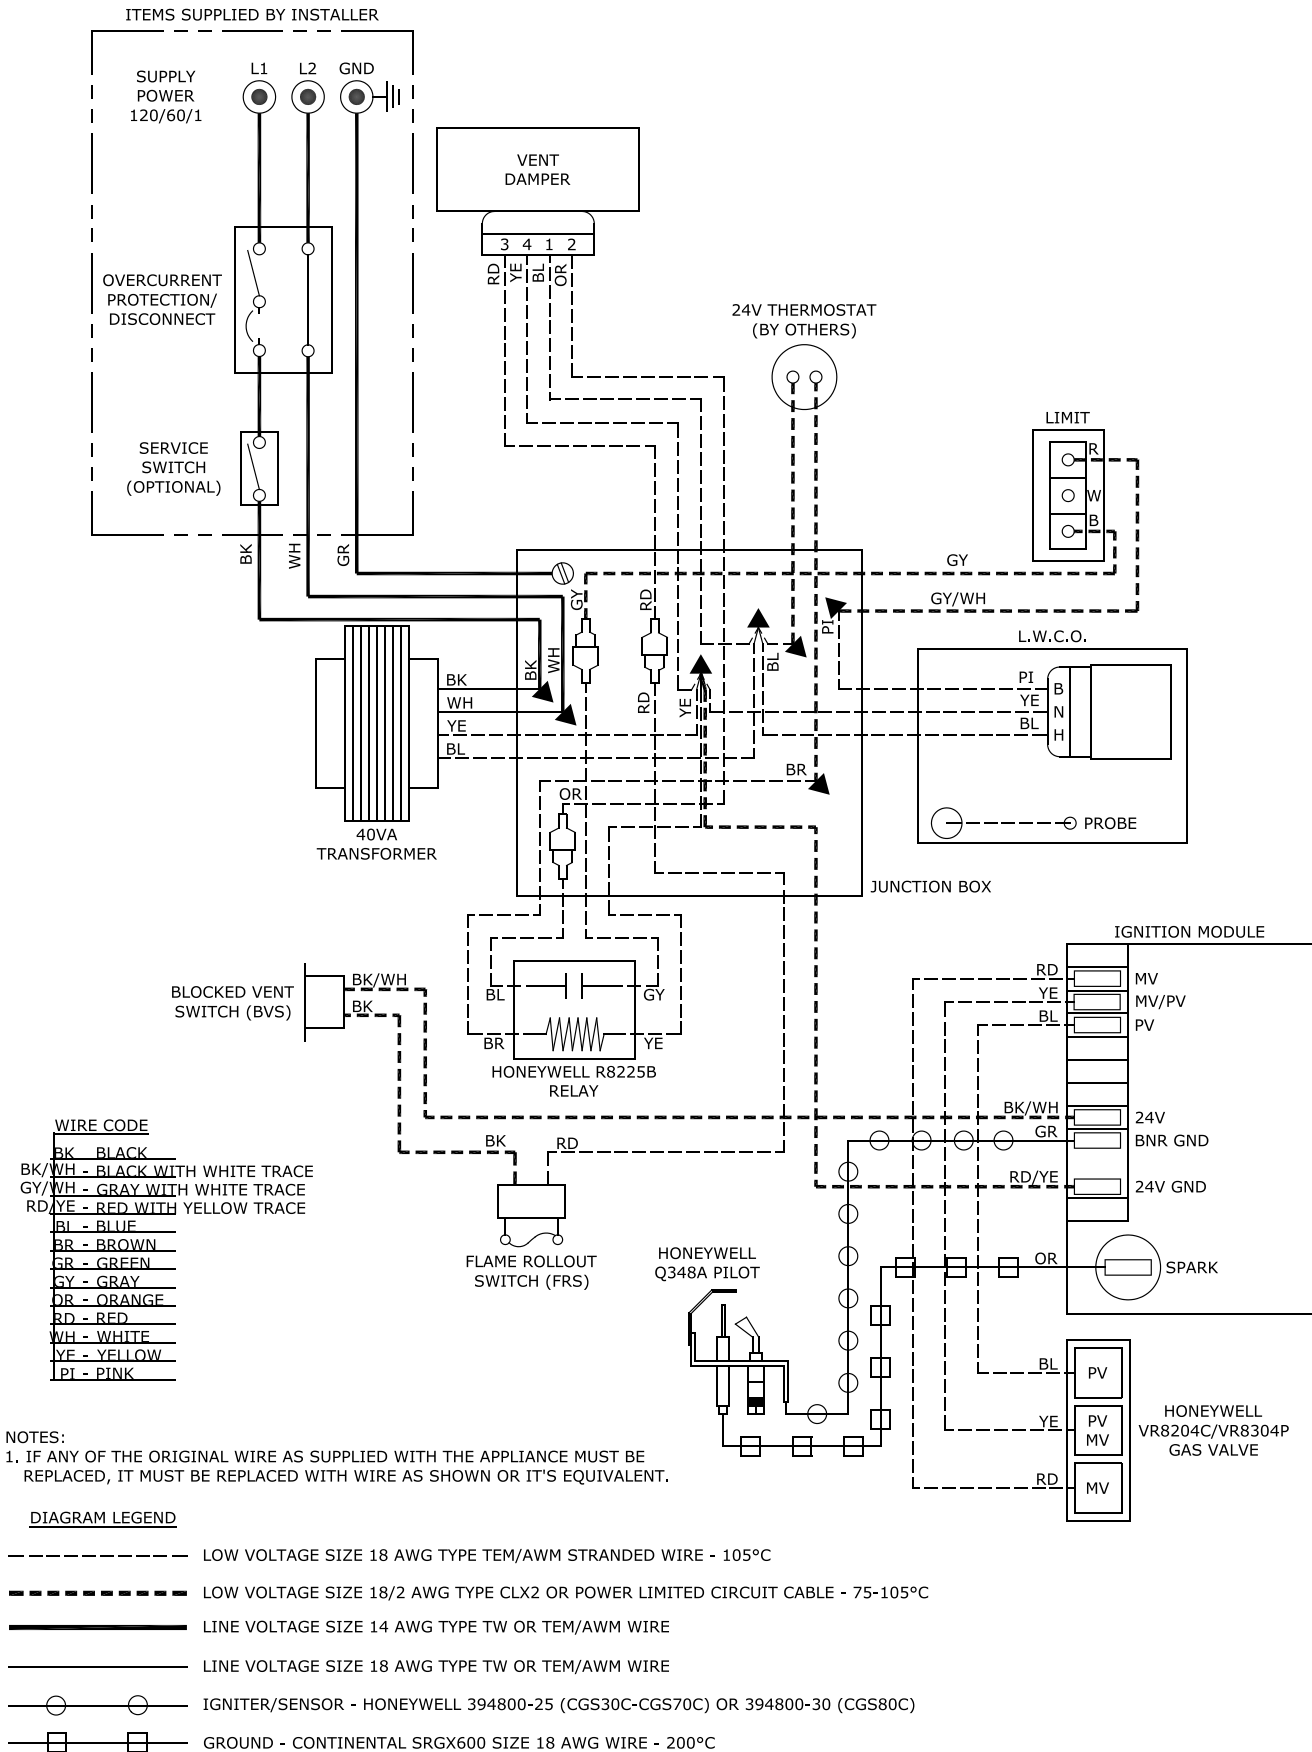 ITEMS SUPPLIED BY INSTALLER
SUPPLY
POWER
120/60/1
L1
L2
GND
VENT
DAMPER
3 4 1 2
RD
YE
BL
OR
OVERCURRENT
PROTECTION/
DISCONNECT
24V THERMOSTAT
(BY OTHERS)
SERVICE
SWITCH
(OPTIONAL)
LIMIT
R
W
B
BK
WH
GR
GY
GY/WH
GY
RD
PI
L.W.C.O.
BK
WH
BL
RD
YE
BK
WH
YE
BL
PI
YE
BL
B
N
H
BR
OR
PROBE
40VA
TRANSFORMER
JUNCTION BOX
IGNITION MODULE
BLOCKED VENT
SWITCH (BVS)
BK/WH
BK
BL
GY
BR
YE
HONEYWELL R8225B
RELAY
RD
YE
BL
MV
MV/PV
PV
BK/WH
GR
RD/YE
24V
BNR GND
24V GND
OR
SPARK
BK
RD
FLAME ROLLOUT
SWITCH (FRS)
HONEYWELL
Q348A PILOT
WIRE CODE
BK BLACK
BK/WH - BLACK WITH WHITE TRACE
GY/WH - GRAY WITH WHITE TRACE
RD/YE - RED WITH YELLOW TRACE
BL - BLUE
BR - BROWN
GR - GREEN
GY - GRAY
OR - ORANGE
RD - RED
WH - WHITE
YE - YELLOW
PI - PINK
BL
YE
RD
PV
PV
MV
MV
HONEYWELL
VR8204C/VR8304P
GAS VALVE
NOTES:
1. IF ANY OF THE ORIGINAL WIRE AS SUPPLIED WITH THE APPLIANCE MUST BE
REPLACED, IT MUST BE REPLACED WITH WIRE AS SHOWN OR IT'S EQUIVALENT.
DIAGRAM LEGEND
LOW VOLTAGE SIZE 18 AWG TYPE TEM/AWM STRANDED WIRE - 105°C
LOW VOLTAGE SIZE 18/2 AWG TYPE CLX2 OR POWER LIMITED CIRCUIT CABLE - 75-105°C
LINE VOLTAGE SIZE 14 AWG TYPE TW OR TEM/AWM WIRE
LINE VOLTAGE SIZE 18 AWG TYPE TW OR TEM/AWM WIRE
IGNITER/SENSOR - HONEYWELL 394800-25 (CGS30C-CGS70C) OR 394800-30 (CGS80C)
GROUND - CONTINENTAL SRGX600 SIZE 18 AWG WIRE - 200°C